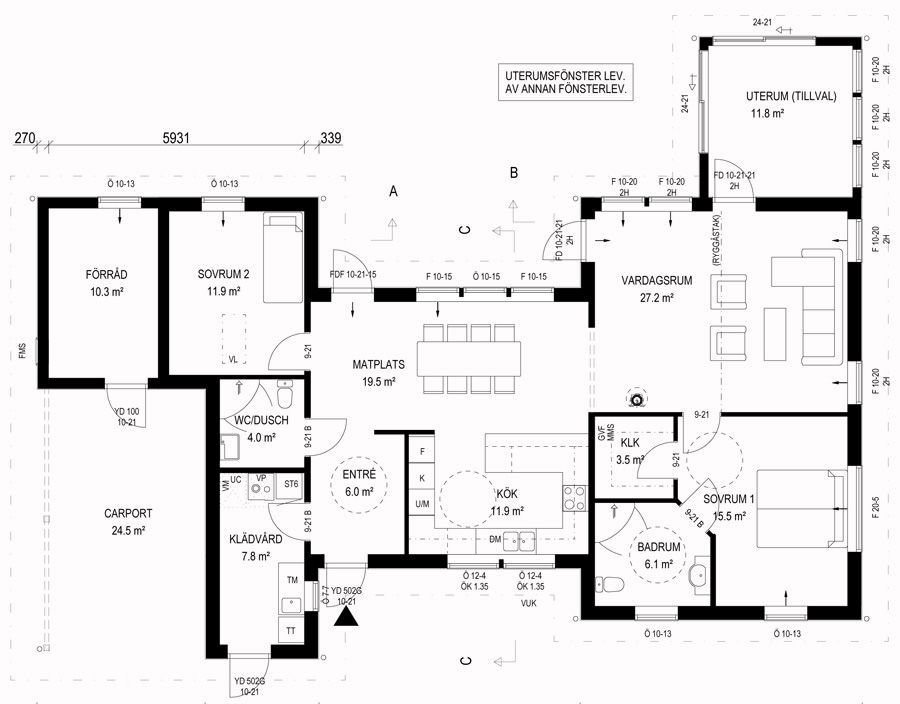 24-21
UTERUMSFÖNSTER LEV.
AV ANNAN FÖNSTERLEV.
UTERUM (TILLVAL)
11.8 m²
24-21
F 10-20
2H
F 10-20
2H
F 10-20
2H
270
5931
339
Ö 10-13
Ö 10-13
A
B
C
F 10-20
2H
F 10-20
2H
FD 10-21-21
2H
FD 10-21-21
2H
(RYGGÅSTAK)
F 10-20
2H
FÖRRÅD
10.3 m²
SOVRUM 2
11.9 m²
VL
FDF 10-21-15
F 10-15
Ö 10-15
F 10-15
VARDAGSRUM
27.2 m²
FMS
9-21
MATPLATS
19.5 m²
F 10-20
2H
YD 100
10-21
WC/DUSCH
4.0 m²
9-21 B
9-21
GVF
MMS
KLK
3.5 m²
9-21
F
K
U/M
ENTRÉ
6.0 m²
KÖK
11.9 m²
DM
VM
UC
VP
ST6
9-21 B
KLÄDVÅRD
7.8 m²
CARPORT
24.5 m²
SOVRUM 1
15.5 m²
9-21 B
F 20-5
BADRUM
6.1 m²
TM
TT
Ö 7-7
YD 502G
10-21
Ö 12-4
ÖK 1.35
Ö 12-4
ÖK 1.35
VUK
Ö 10-13
Ö 10-13
C
YD 502G
10-21